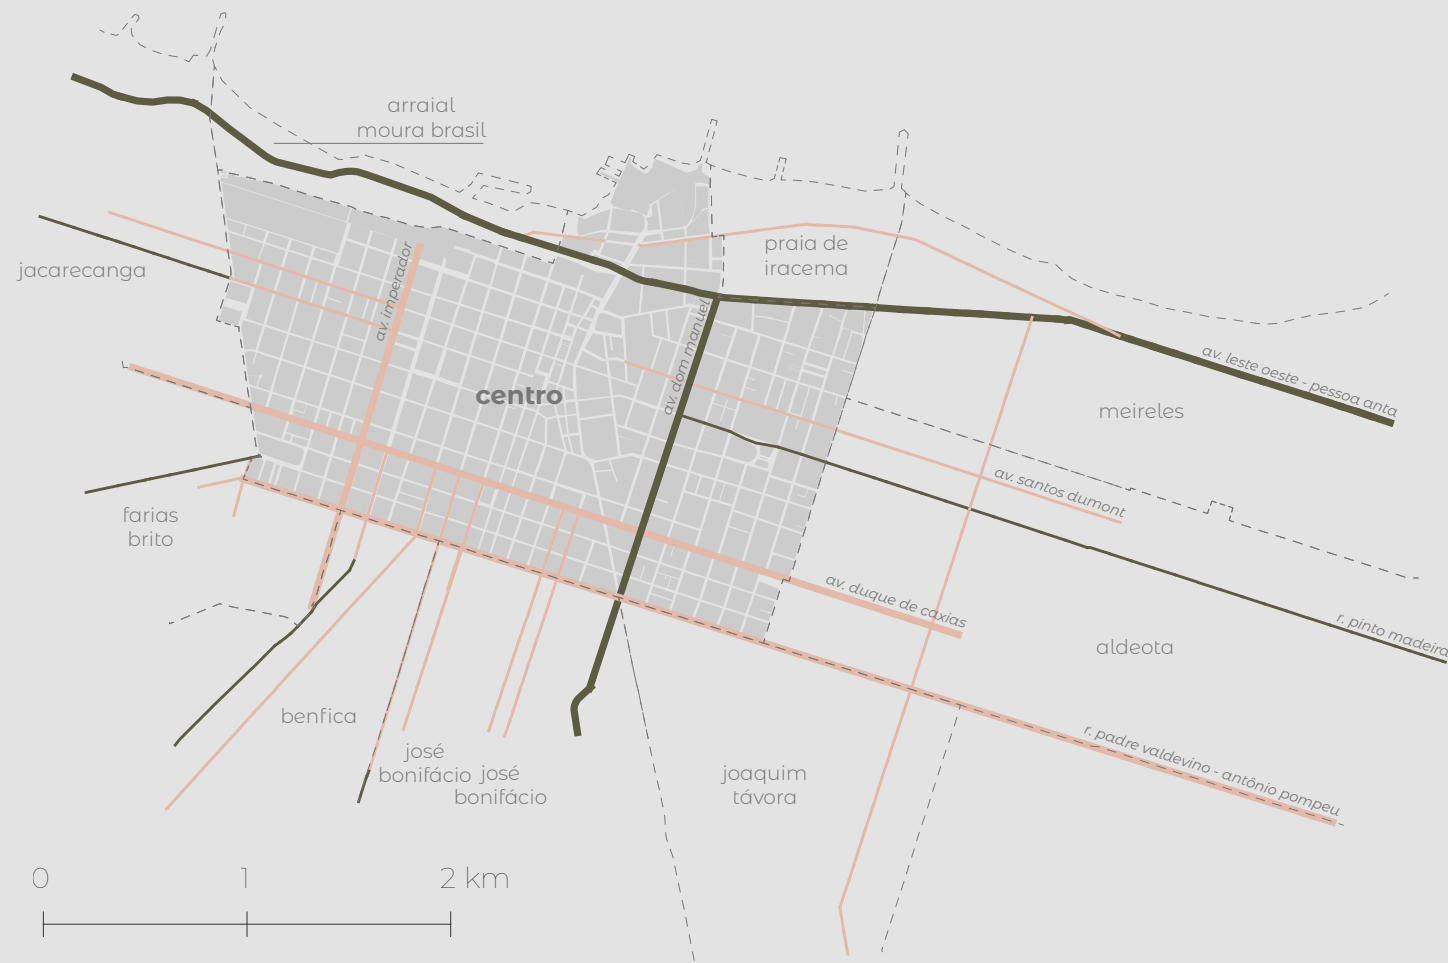 arraial
moura brasil
praia de
iracema
jacarecanga
av. imperador
av. dom manuel
av. leste oeste - pessoa anta
centro
meireles
av. santos dumont
farias
brito
av. duque de caxias
r. pinto madeira
aldeota
benfica
r. padre valdevino - antônio pompeu
josé
bonifácio
josé
bonifácio
joaquim
távora
0 1 2 km